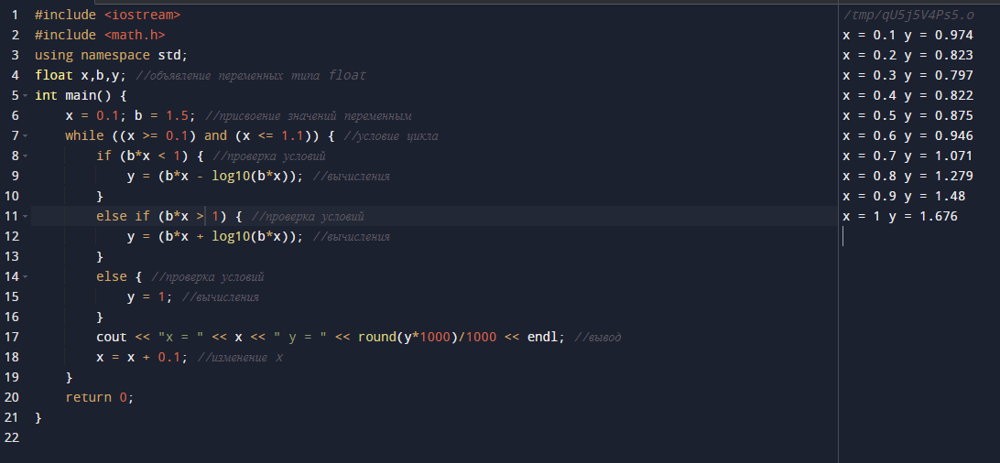 1 #include <iostream>
2 #include <math.h>
3 using namespace std;
4 float x,b,y; //объявление переменных типа float
5 int main() {
6 x = 0.1; b = 1.5; //присвоение значений переменным
7 while ((x >= 0.1) and (x <= 1.1)) { //условие цикла
8 if (b*x < 1) { //проверка условий
9 y = (b*x - log10(b*x)); //вычисления
10 }
11 else if (b*x > 1) { //проверка условий
12 y = (b*x + log10(b*x)); //вычисления
13 }
14 else { //проверка условий
15 y = 1; //вычисления
16 }
17 cout << "x = " << x << " y = " << round(y*1000)/1000 << endl; //вывод
18 x = x + 0.1; //изменение x
19 }
20 return 0;
21 }
22
/tmp/qU5j5V4Ps5.o
x = 0.1 y = 0.974
x = 0.2 y = 0.823
x = 0.3 y = 0.797
x = 0.4 y = 0.822
x = 0.5 y = 0.875
x = 0.6 y = 0.946
x = 0.7 y = 1.071
x = 0.8 y = 1.279
x = 0.9 y = 1.48
x = 1 y = 1.676